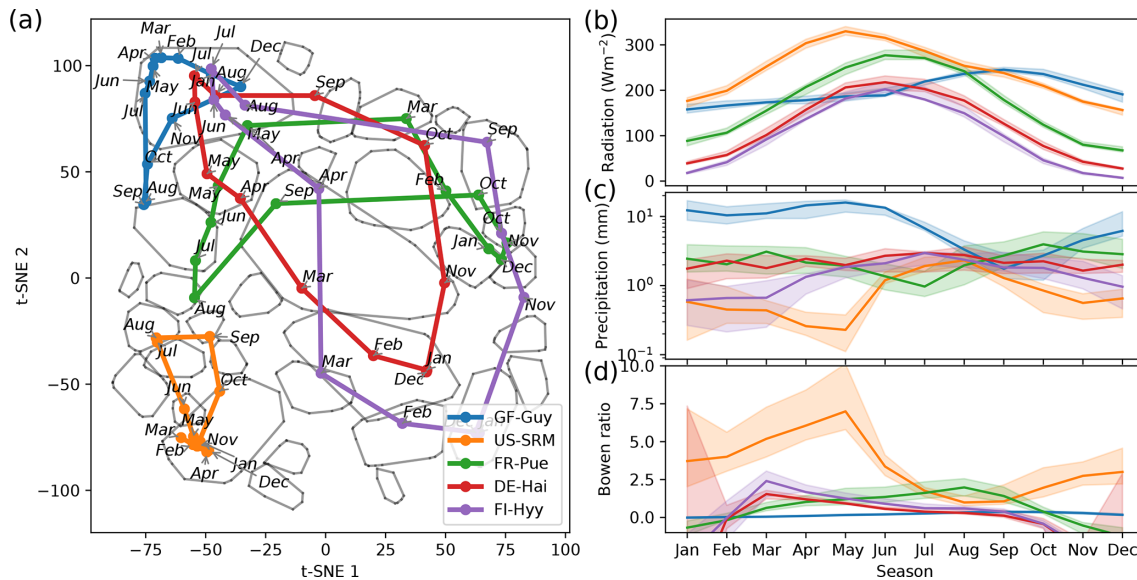 (a)
(b)
(c)
(d)
100
50
0
−50
−100
t-SNE 2
−75
−50
−25
0
25
50
75
100
t-SNE 1
Mar
Feb
Apr
Jul
Jul
Dec
Jun
May
Jan
Aug
Sep
Jul
Jun
Aug
Mar
Nov
Jun
May
Oct
Sep
Oct
Apr
Apr
May
Feb
Sep
Aug
May
Apr
Sep
Oct
Jun
Oct
Jul
Jan
Nov
Dec
Aug
Mar
Nov
Nov
Aug
Sep
Jul
Feb
Jan
Mar
Dec
Jun
Oct
May
Feb
Mar
Nov
Feb
Jan
Apr
Dec
Dec
Jan
GF-Guy
US-SRM
FR-Pue
DE-Hai
FI-Hyy
Radiation (Wm⁻²)
300
200
100
0
Precipitation (mm)
10¹
10⁰
10⁻¹
Bowen ratio
10.0
7.5
5.0
2.5
0.0
Jan Feb Mar Apr May Jun Jul Aug Sep Oct Nov Dec
Season